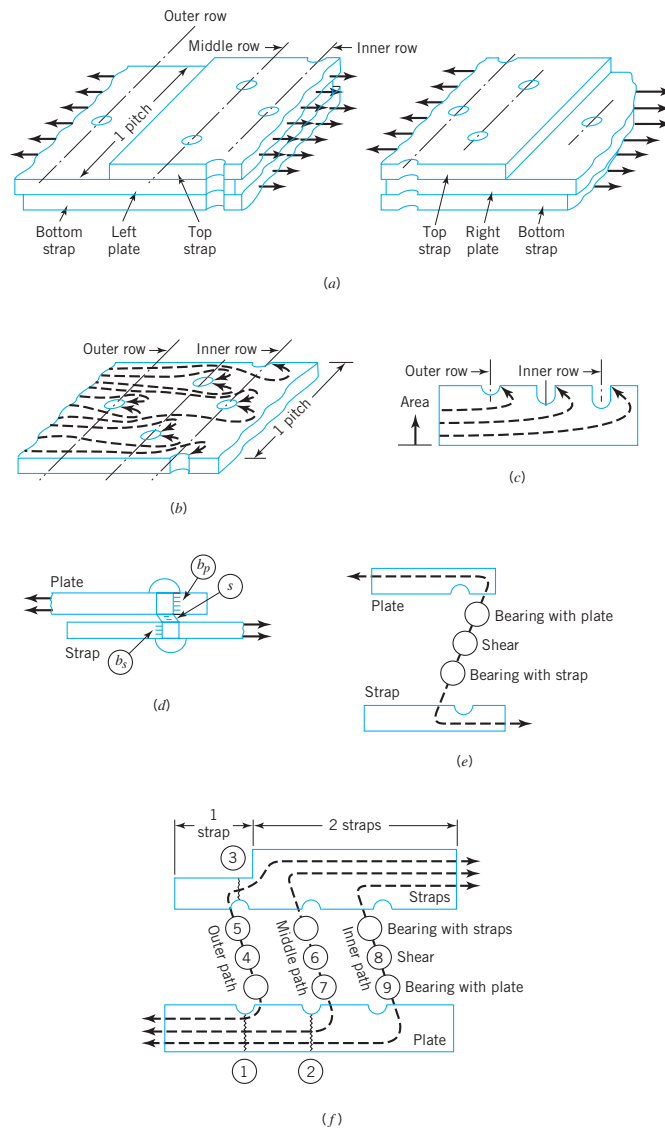 Outer row
Middle row
Inner row
1 pitch
Bottom strap
Left plate
Top strap
Top strap
Right plate
Bottom strap
(a)
Outer row
Inner row
1 pitch
(b)
Outer row
Inner row
Area
(c)
Plate
bp
s
Strap
bs
(d)
Plate
Bearing with plate
Shear
Bearing with strap
Strap
(e)
1 strap
2 straps
3
Straps
5
Bearing with straps
Outer path
Middle path
Inner path
4
6
8
Shear
7
9
Bearing with plate
Plate
1
2
(f)